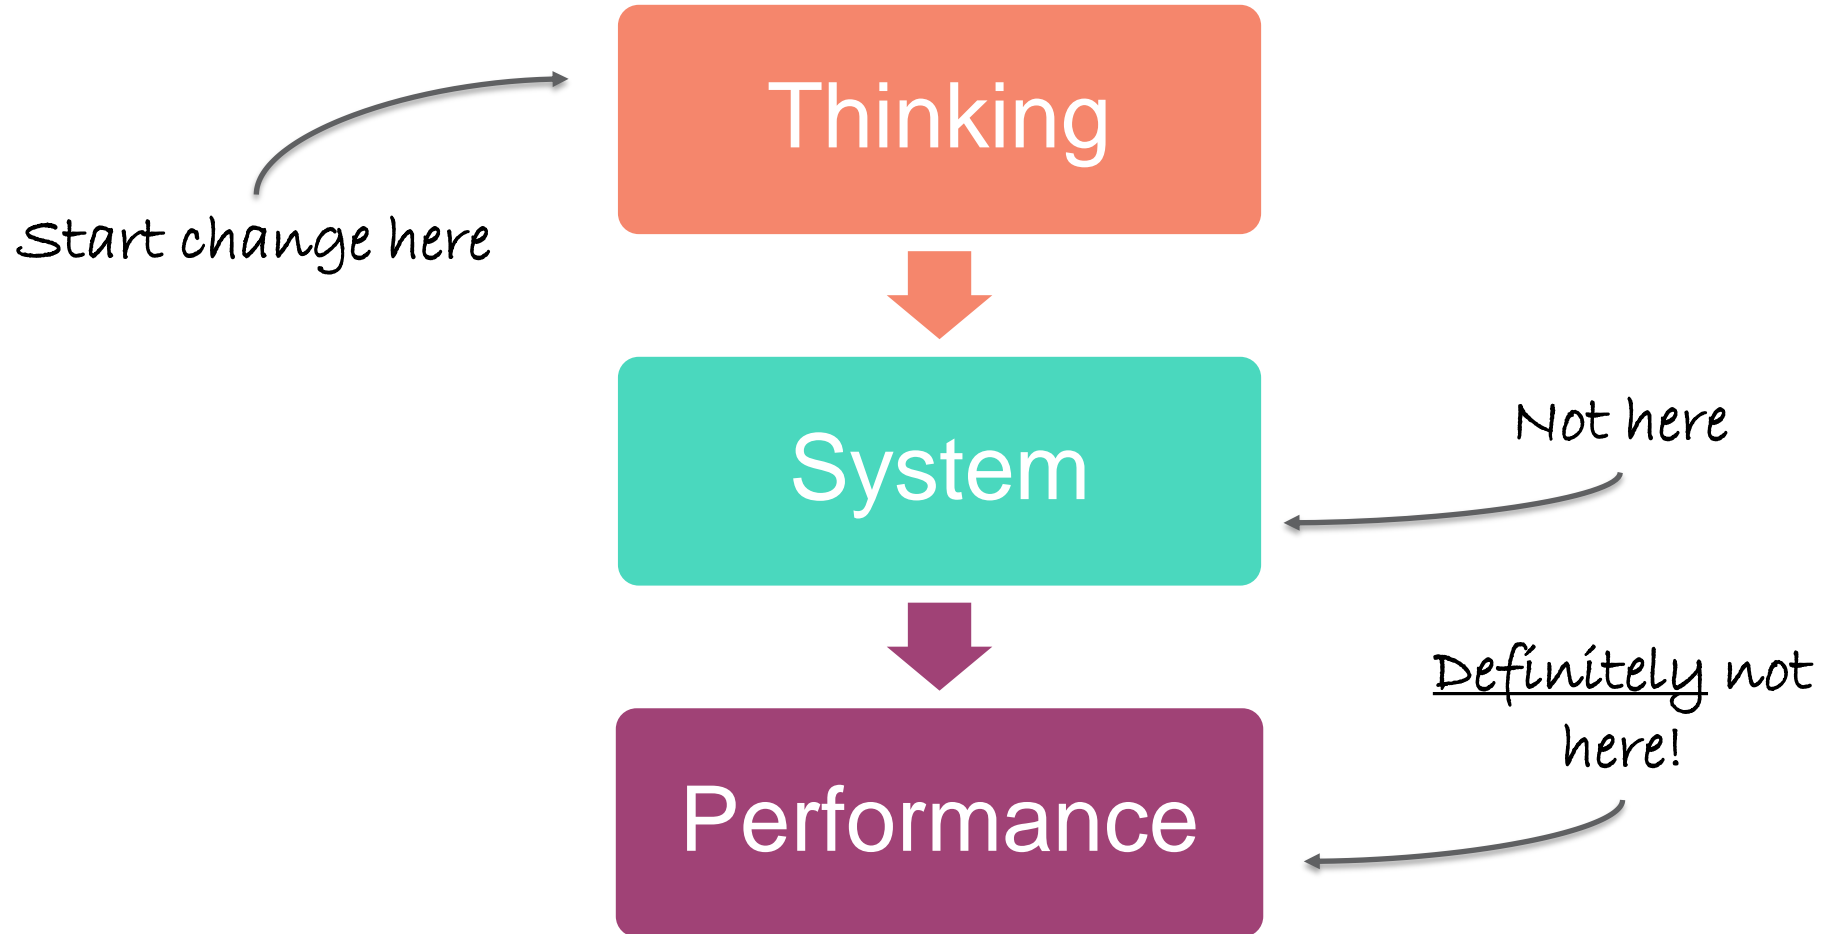 Thinking
Start change here
System
Not here
Definitely not
here!
Performance